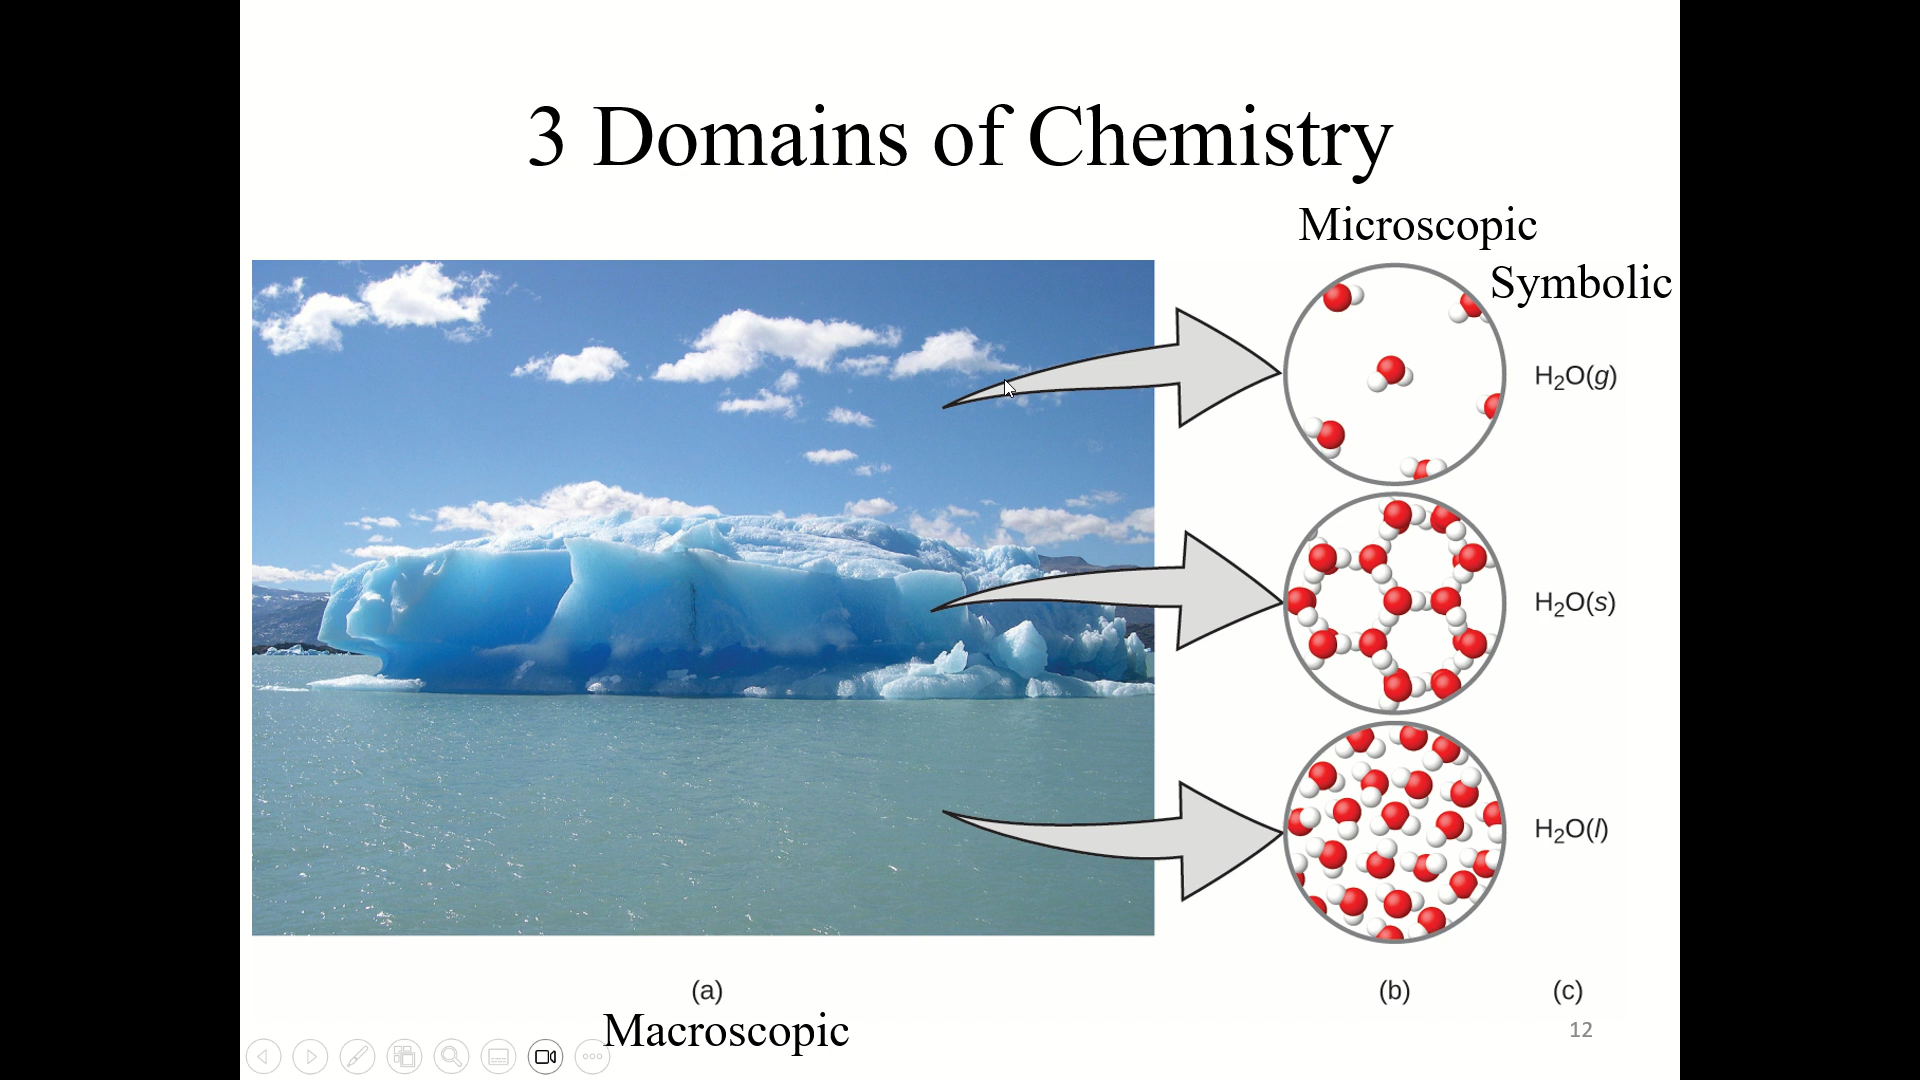 3 Domains of Chemistry
Microscopic
Symbolic
H₂O(g)
H₂O(s)
H₂O(l)
(a) (b) (c)
Macroscopic
12